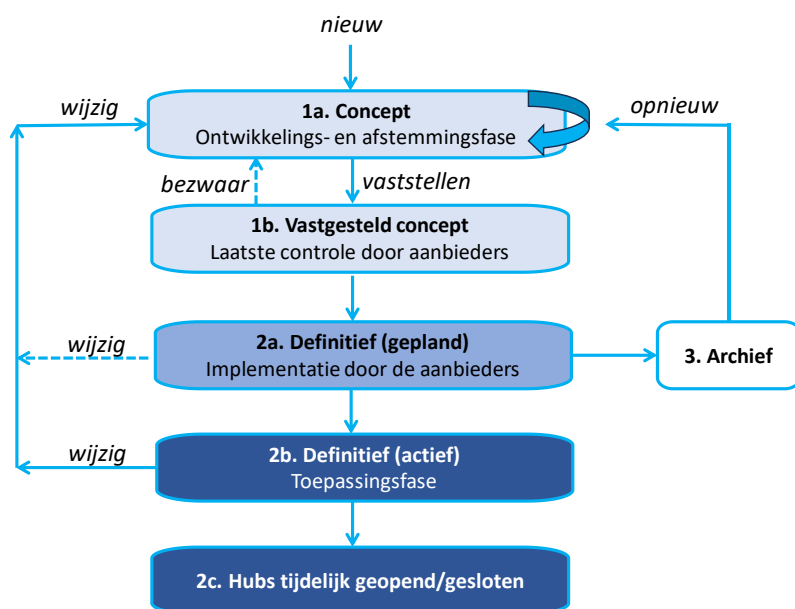 nieuw
wijzig
1a. Concept
opnieuw
Ontwikkelings- en afstemmingsfase
bezwaar
vaststellen
1b. Vastgesteld concept
Laatste controle door aanbieders
wijzig
2a. Definitief (gepland)
Implementatie door de aanbieders
3. Archief
wijzig
2b. Definitief (actief)
Toepassingsfase
2c. Hubs tijdelijk geopend/gesloten